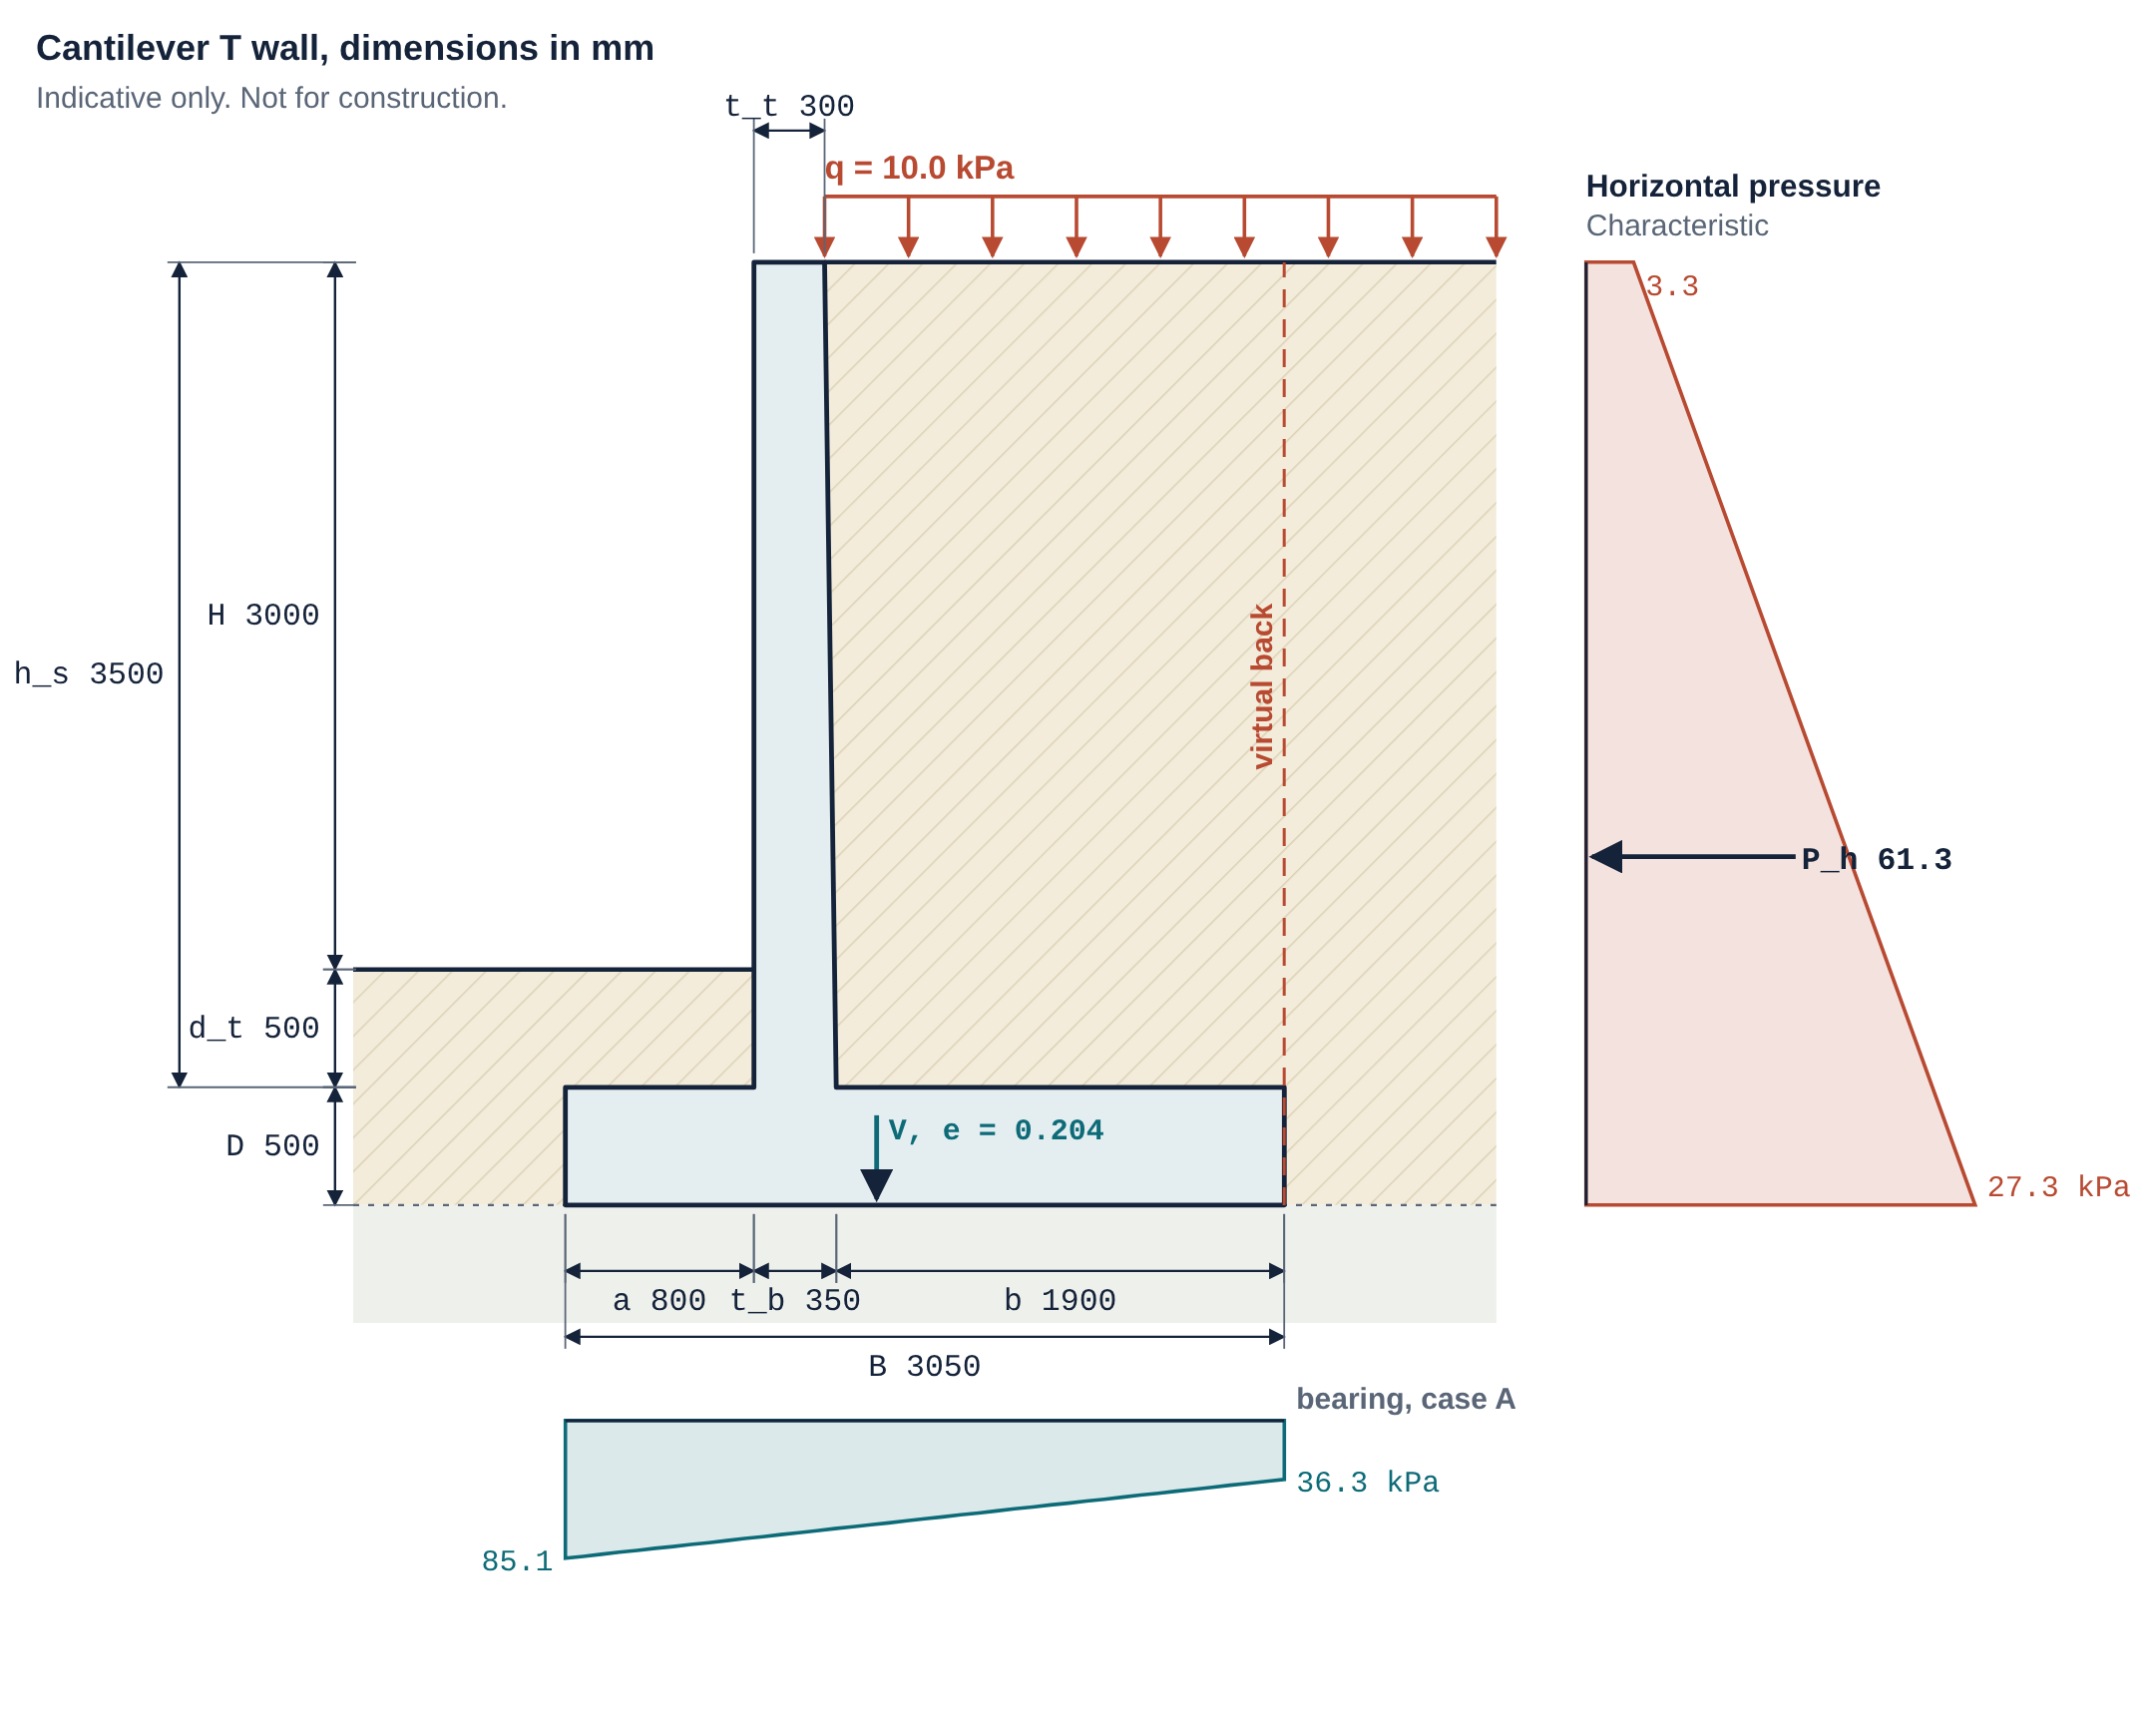 Cantilever T wall, dimensions in mm
Indicative only. Not for construction.
t_t 300
q = 10.0 kPa
Horizontal pressure
Characteristic
3.3
H 3000
h_s 3500
virtual back
P_h 61.3
d_t 500
D 500
V, e = 0.204
27.3 kPa
a 800
t_b 350
b 1900
B 3050
bearing, case A
36.3 kPa
85.1